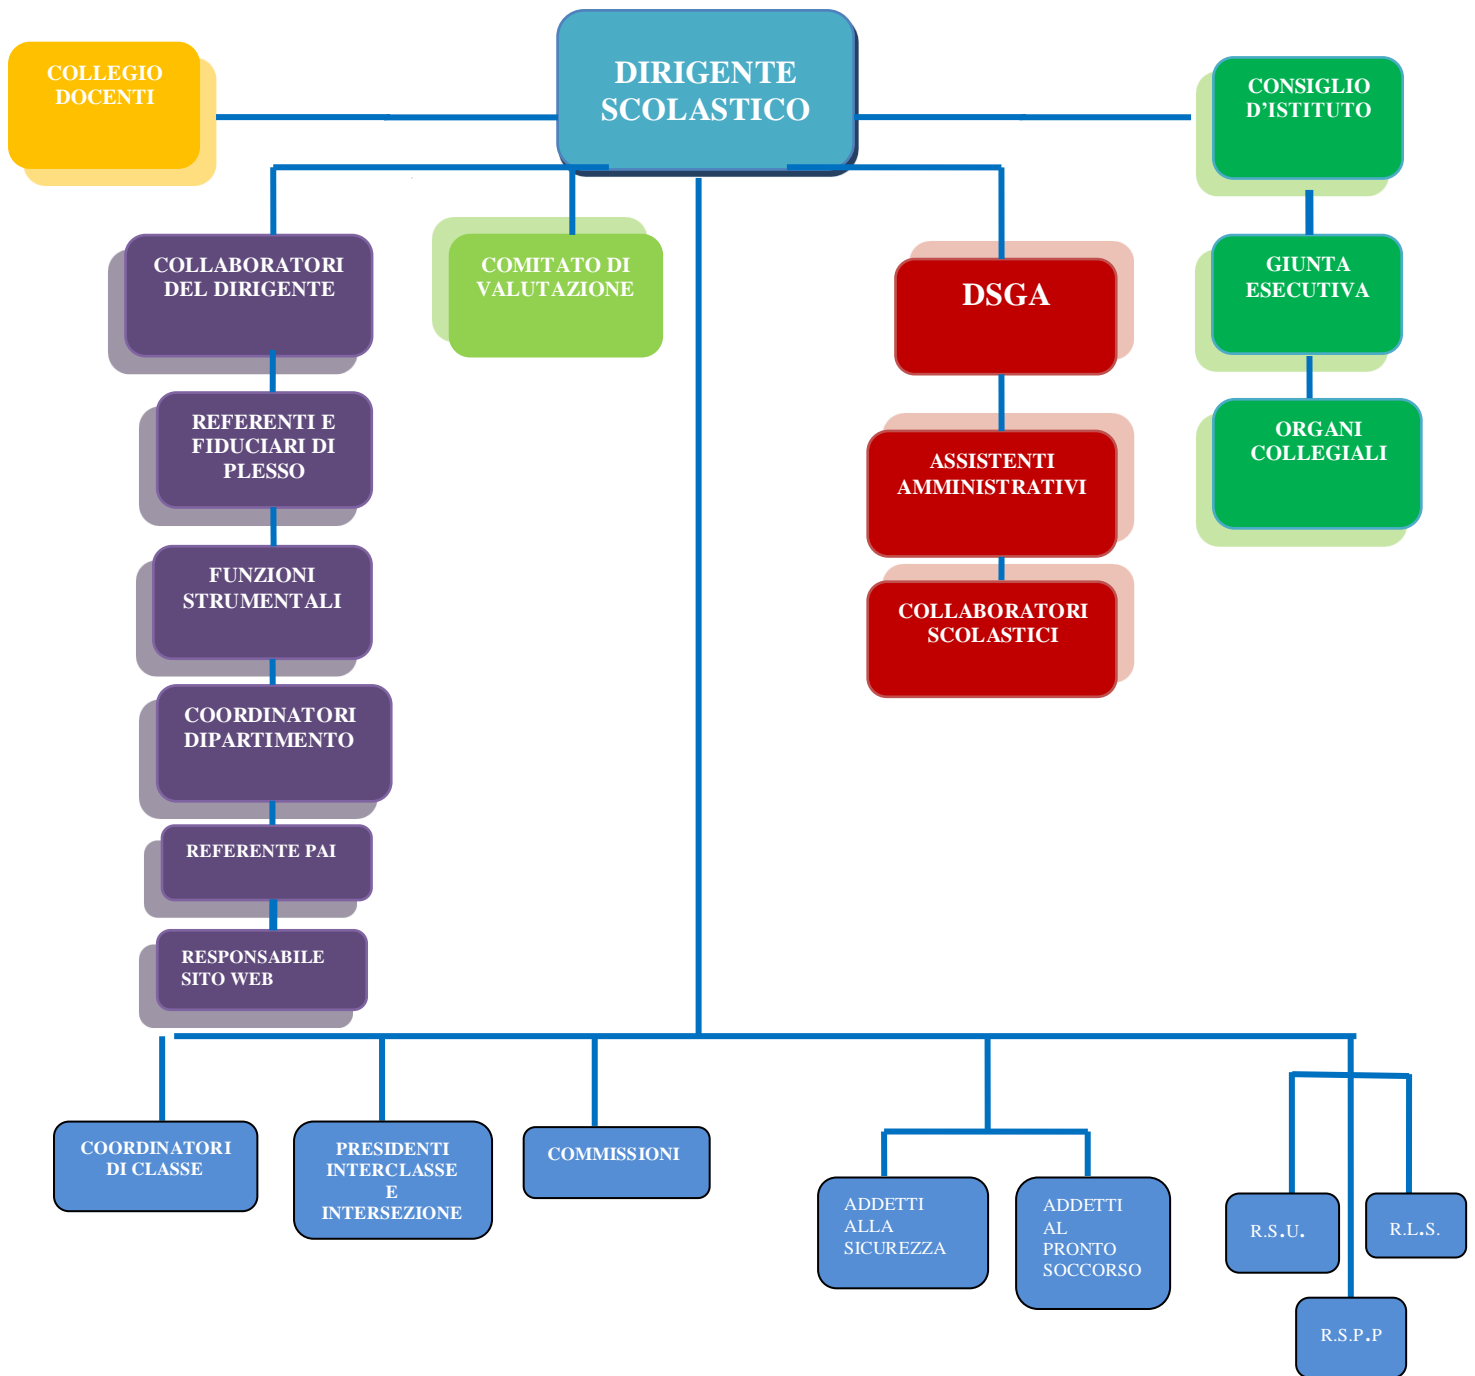 COLLEGIO
DOCENTI
DIRIGENTE
SCOLASTICO
CONSIGLIO
D’ISTITUTO
COLLABORATORI
DEL DIRIGENTE
COMITATO DI
VALUTAZIONE
DSGA
GIUNTA
ESECUTIVA
REFERENTI E
FIDUCIARI DI
PLESSO
ASSISTENTI
AMMINISTRATIVI
ORGANI
COLLEGIALI
FUNZIONI
STRUMENTALI
COLLABORATORI
SCOLASTICI
COORDINATORI
DIPARTIMENTO
REFERENTE PAI
RESPONSABILE
SITO WEB
COORDINATORI
DI CLASSE
PRESIDENTI
INTERCLASSE
E
INTERSEZIONE
COMMISSIONI
ADDETTI
ALLA
SICUREZZA
ADDETTI
AL
PRONTO
SOCCORSO
R.S.U.
R.L.S.
R.S.P.P